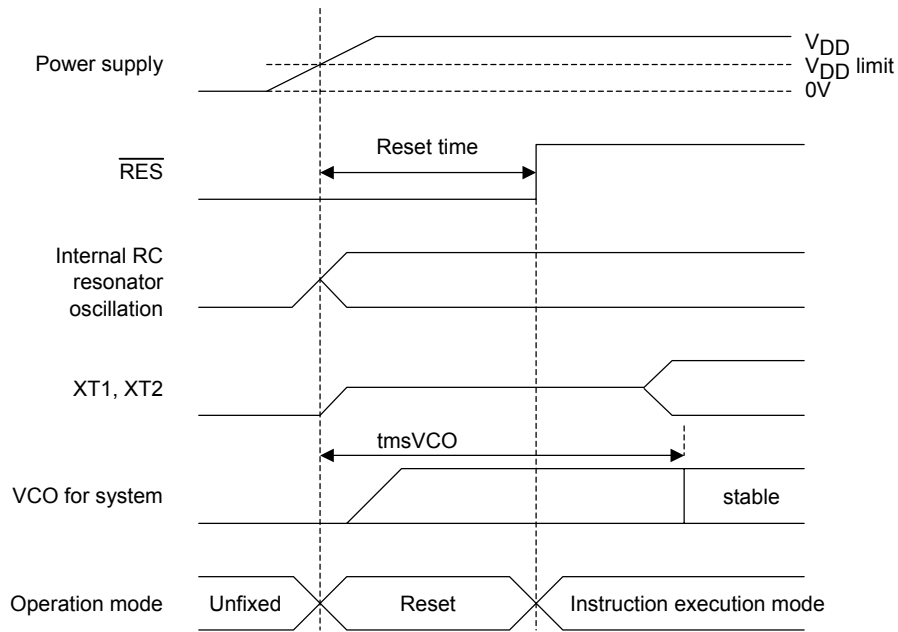 VDD
Power supply
VDD limit
0V
Reset time
RES
Internal RC
resonator
oscillation
XT1, XT2
tmsVCO
VCO for system
stable
Operation mode
Unfixed
Reset
Instruction execution mode